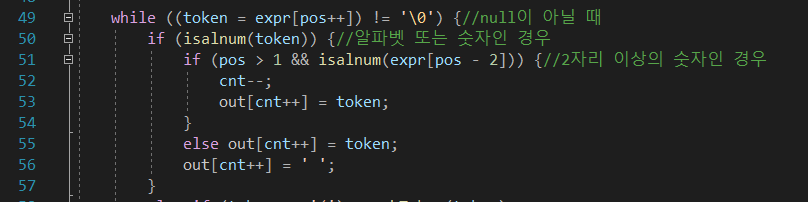 49 while ((token = expr[pos++]) != '\0') {//null이 아닐 때
50 if (isalnum(token)) {//알파벳 또는 숫자인 경우
51 if (pos > 1 && isalnum(expr[pos - 2])) {//2자리 이상의 숫자인 경우
52 cnt--;
53 out[cnt++] = token;
54 }
55 else out[cnt++] = token;
56 out[cnt++] = ' ';
57 }